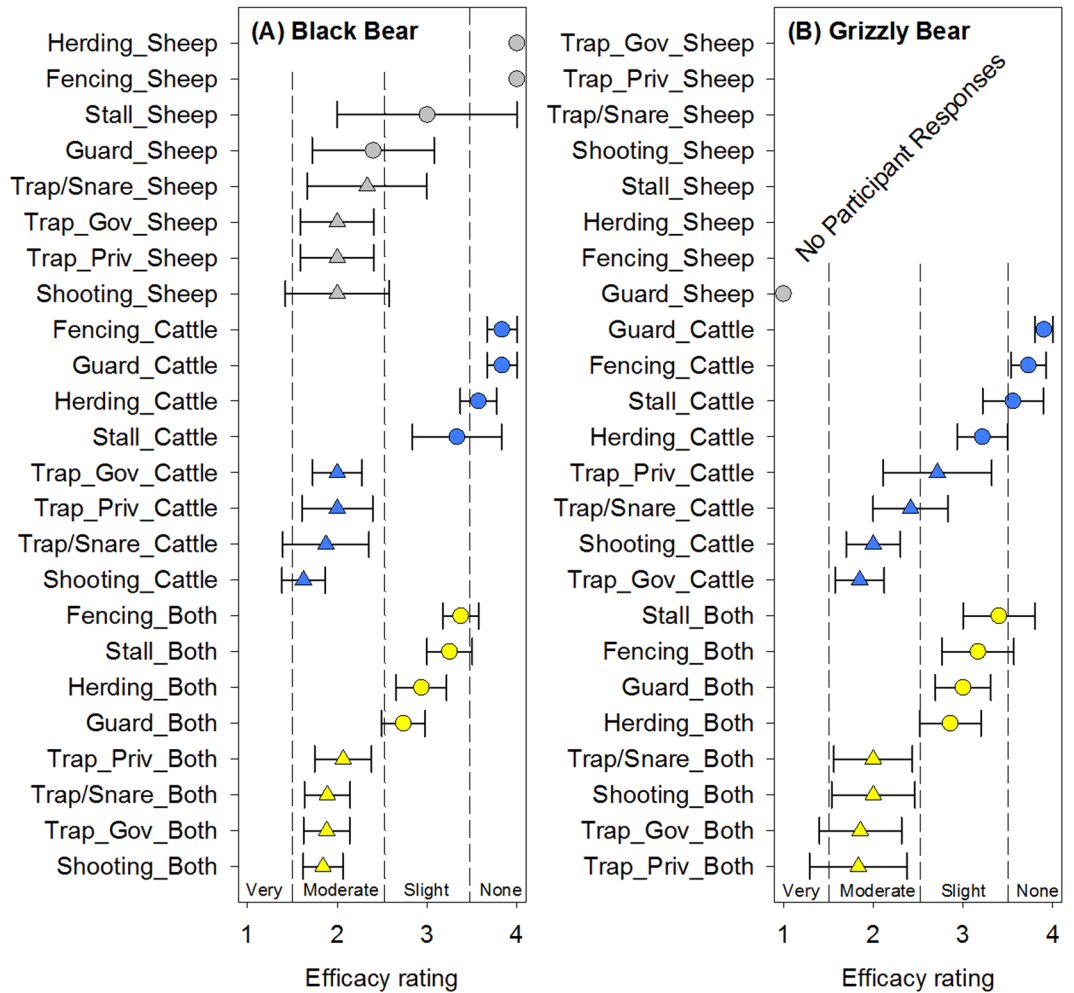 (A) Black Bear
Herding_Sheep
Fencing_Sheep
Stall_Sheep
Guard_Sheep
Trap/Snare_Sheep
Trap_Gov_Sheep
Trap_Priv_Sheep
Shooting_Sheep
Fencing_Cattle
Guard_Cattle
Herding_Cattle
Stall_Cattle
Trap_Gov_Cattle
Trap_Priv_Cattle
Trap/Snare_Cattle
Shooting_Cattle
Fencing_Both
Stall_Both
Herding_Both
Guard_Both
Trap_Priv_Both
Trap/Snare_Both
Trap_Gov_Both
Shooting_Both
Very Moderate Slight None
1 2 3 4
Efficacy rating
(B) Grizzly Bear
Trap_Gov_Sheep
Trap_Priv_Sheep
Trap/Snare_Sheep
Shooting_Sheep
Stall_Sheep
Herding_Sheep
Fencing_Sheep
Guard_Sheep
No Participant Responses
Guard_Cattle
Fencing_Cattle
Stall_Cattle
Herding_Cattle
Trap_Priv_Cattle
Trap/Snare_Cattle
Shooting_Cattle
Trap_Gov_Cattle
Stall_Both
Fencing_Both
Guard_Both
Herding_Both
Trap/Snare_Both
Shooting_Both
Trap_Gov_Both
Trap_Priv_Both
Very Moderate Slight None
1 2 3 4
Efficacy rating